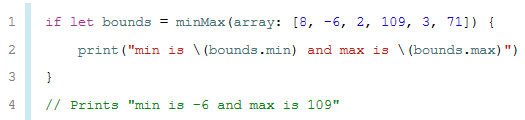 1 if let bounds = minMax(array: [8, -6, 2, 109, 3, 71]) {
2     print("min is \(bounds.min) and max is \(bounds.max)")
3 }
4 // Prints "min is -6 and max is 109"